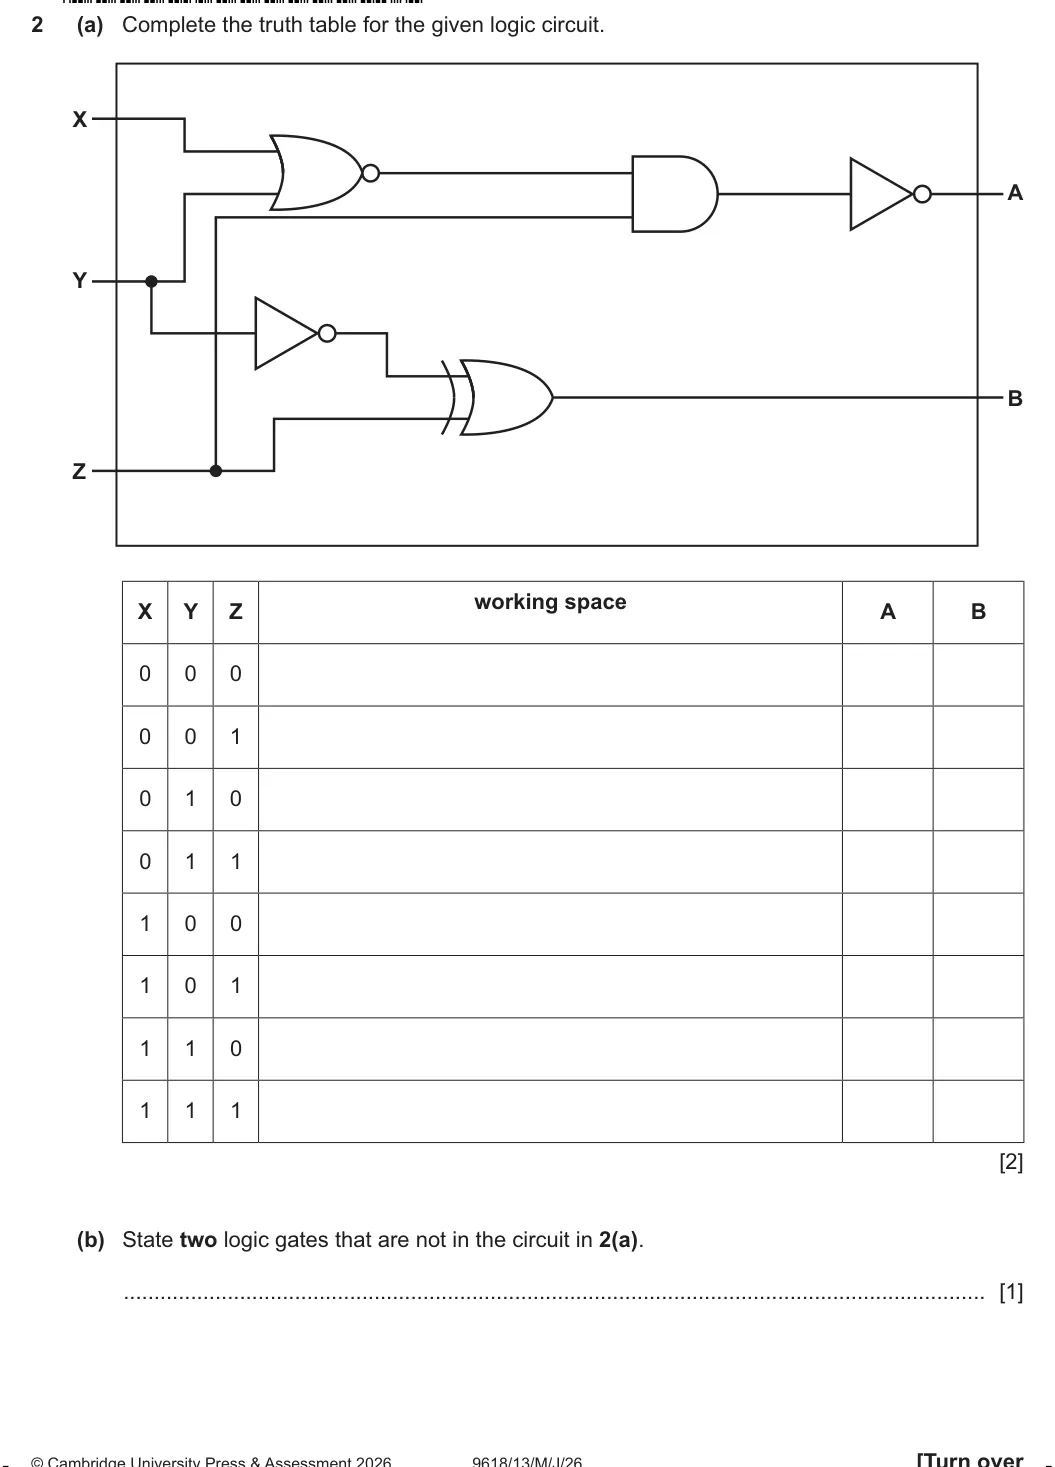 2 (a) Complete the truth table for the given logic circuit.
X
A
Y
B
Z
X Y Z working space A B
0 0 0
0 0 1
0 1 0
0 1 1
1 0 0
1 0 1
1 1 0
1 1 1
[2]
(b) State two logic gates that are not in the circuit in 2(a).
.......................................................................................................................................... [1]
© Cambridge University Press & Assessment 2026 9618/13/M/J/26 [Turn over